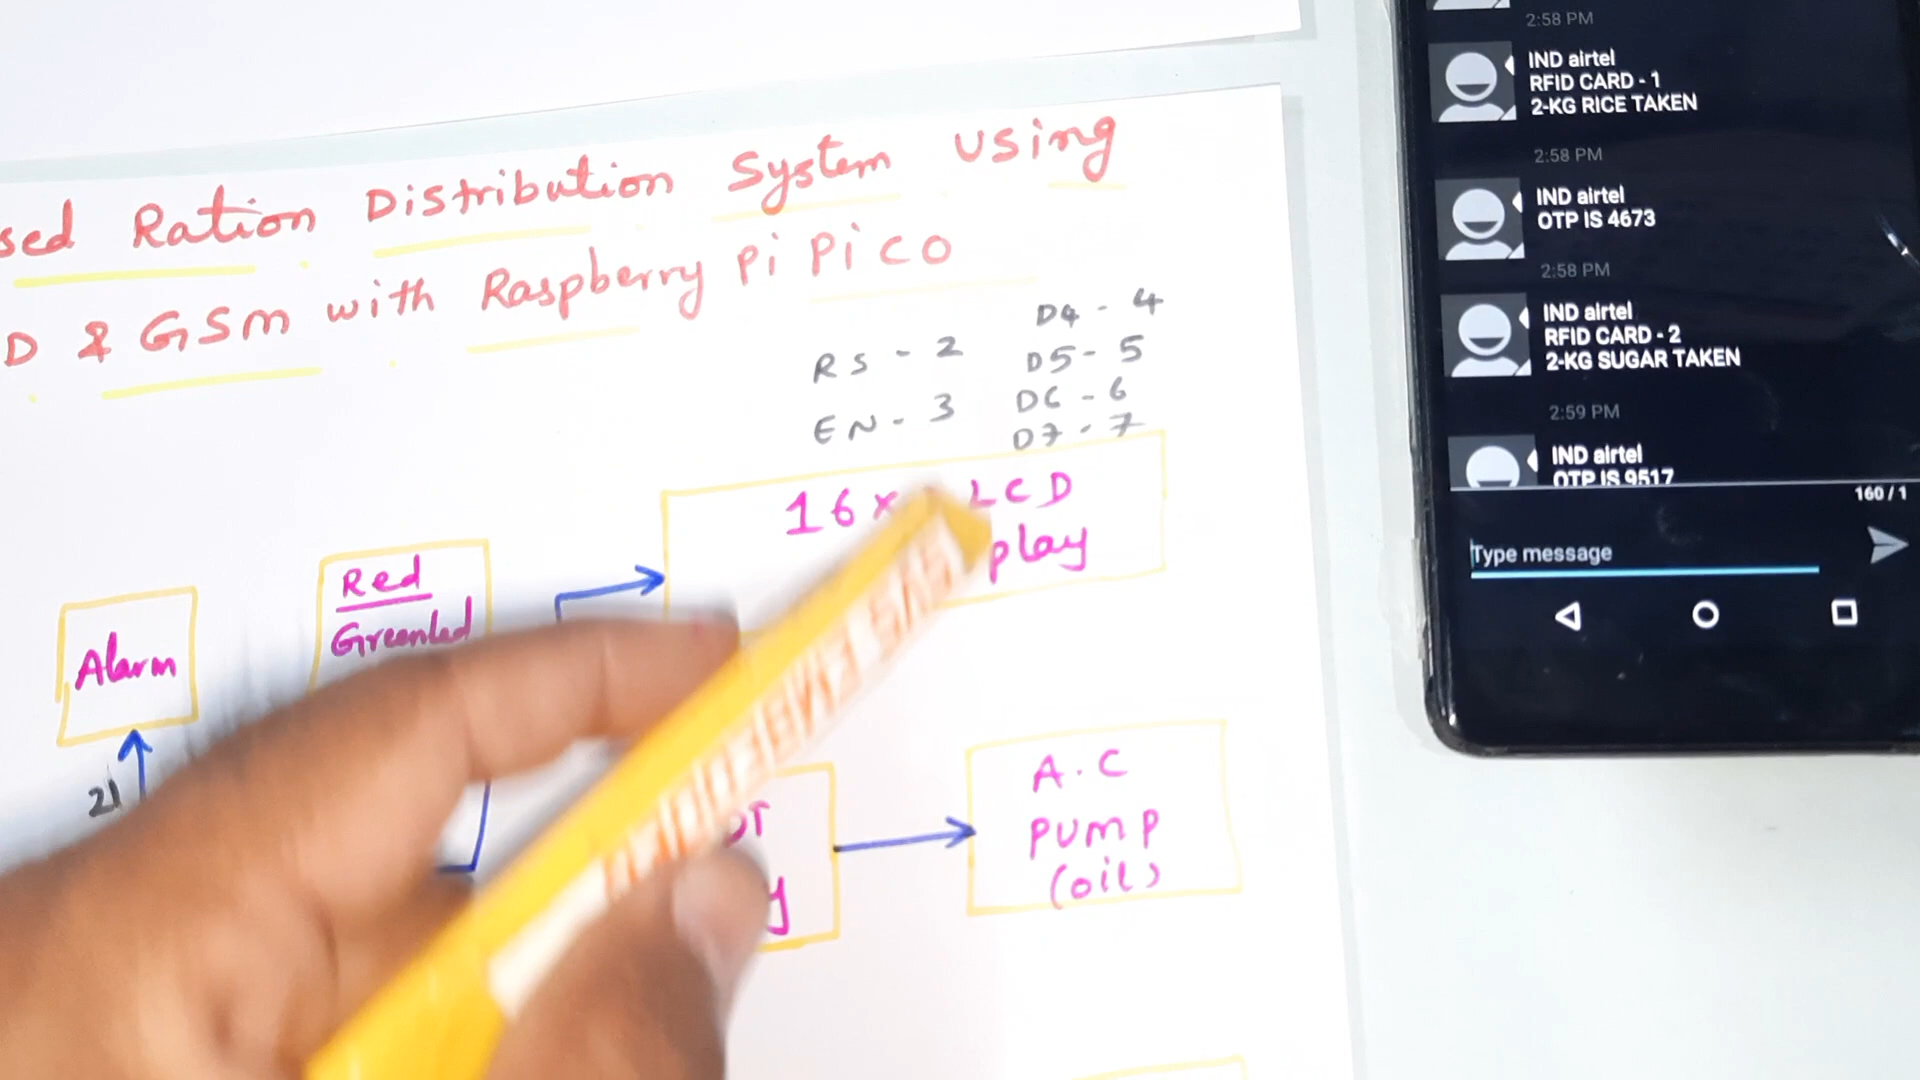 sed Ration Distribution System using
D & GSM with Raspberry Pi Pico
RS - 2
EN - 3
D4 - 4
D5 - 5
D6 - 6
D7 - 7
16x LCD
play
Red
Greenled
Alarm
21
A.C
Pump
(oil)
2:58 PM
IND airtel
RFID CARD - 1
2-KG RICE TAKEN
2:58 PM
IND airtel
OTP IS 4673
2:58 PM
IND airtel
RFID CARD - 2
2-KG SUGAR TAKEN
2:59 PM
IND airtel
OTP IS 9517
160 / 1
Type message